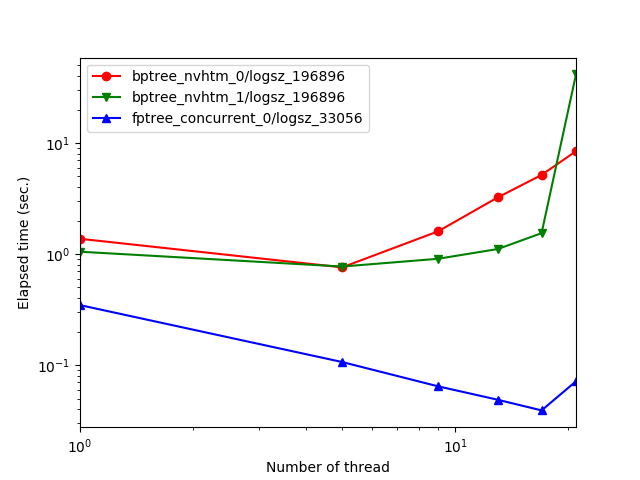 bptree_nvhtm_0/logsz_196896
bptree_nvhtm_1/logsz_196896
fptree_concurrent_0/logsz_33056
Elapsed time (sec.)
10¹
10⁰
10⁻¹
10⁰ 10¹
Number of thread